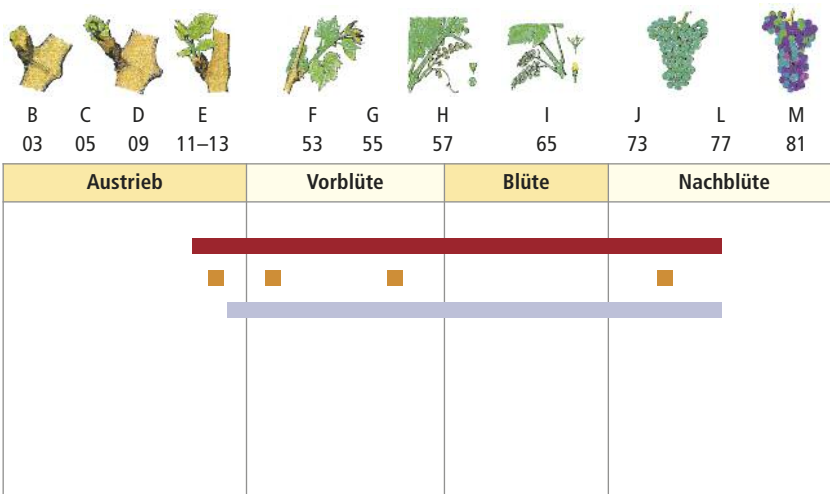 B C D E F G H I J L M
03 05 09 11–13 53 55 57 65 73 77 81
Austrieb Vorblüte Blüte Nachblüte